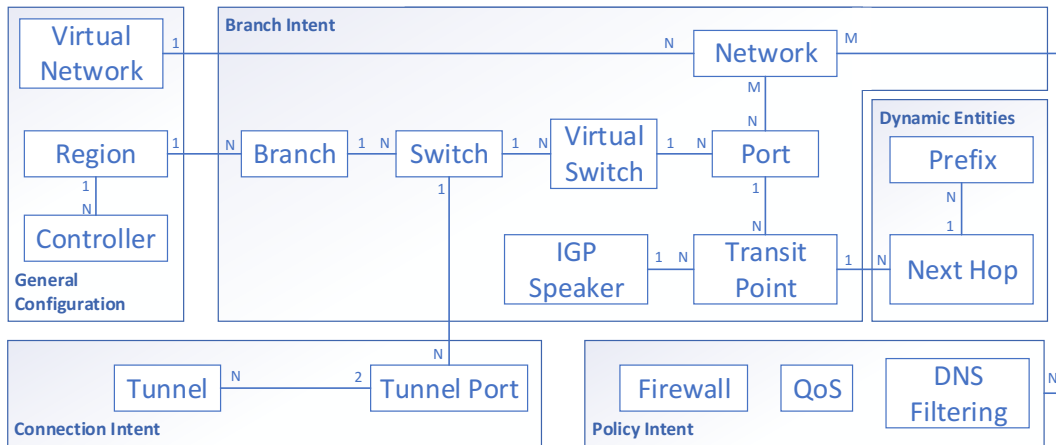 Virtual
Network
1
Region
1
1
N
Controller
General
Configuration
Branch Intent
N
Network
M
M
N
N
Branch
1
N
Switch
1
N
Virtual
Switch
1
N
Port
1
1
N
IGP
Speaker
1
N
Transit
Point
1
Dynamic Entities
Prefix
N
1
N
Next Hop
N
Tunnel
N
2
Tunnel Port
Connection Intent
Firewall
QoS
DNS
Filtering
N
Policy Intent